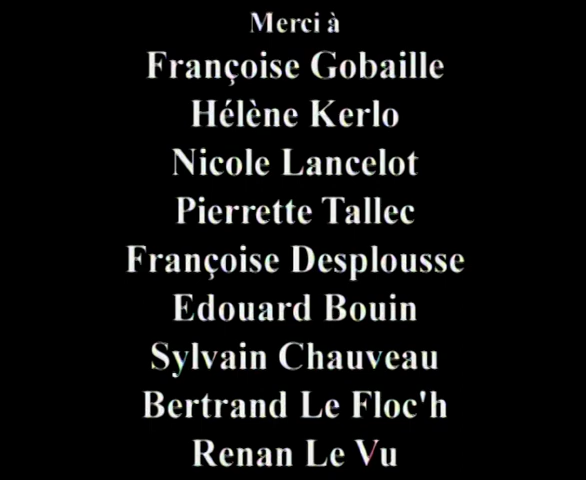 Merci à
Françoise Gobaille
Hélène Kerlo
Nicole Lancelot
Pierrette Tallec
Françoise Desplousse
Edouard Bouin
Sylvain Chauveau
Bertrand Le Floc'h
Renan Le Vu